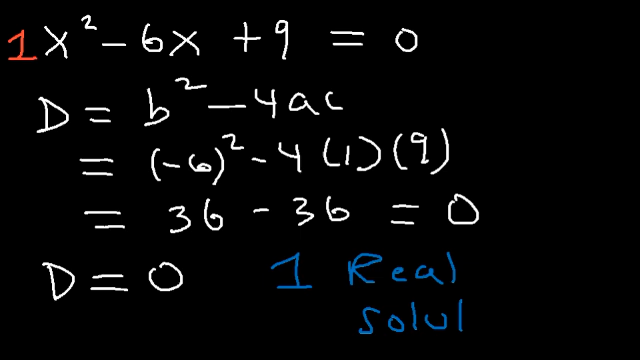 1x² - 6x + 9 = 0
D = b² - 4ac
= (-6)² - 4(1)(9)
= 36 - 36 = 0
D = 0 1 Real
solul